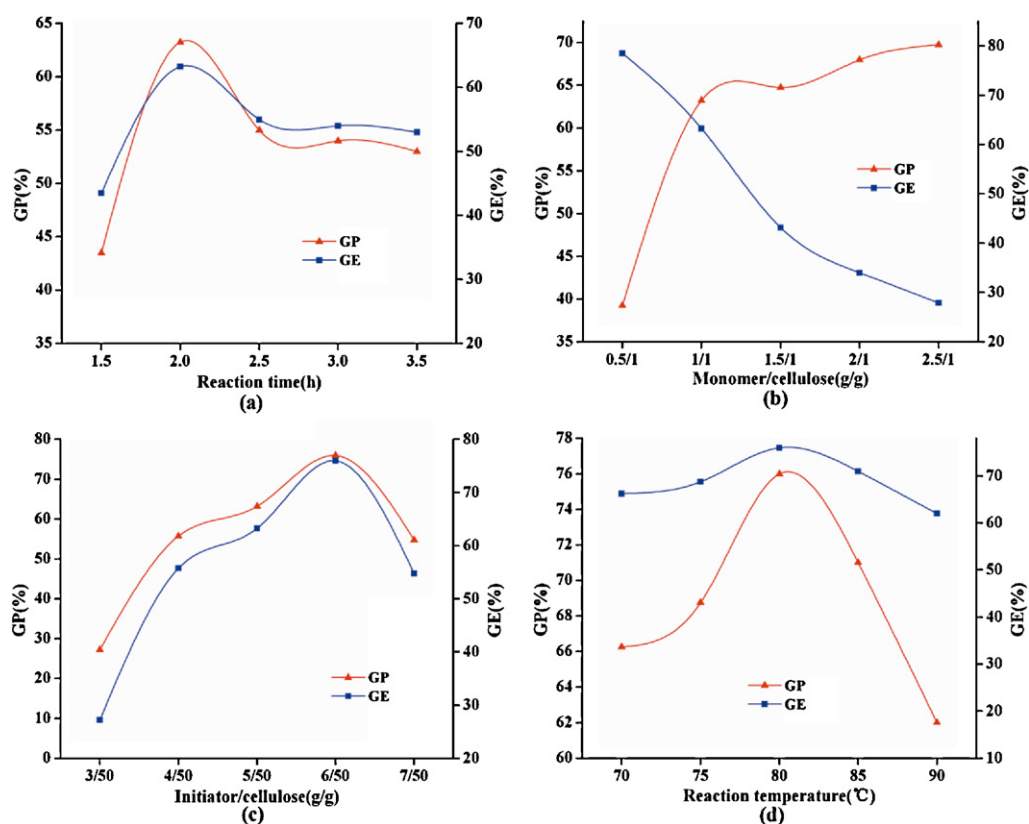 (a)
65
60
55
50
45
40
35
GP(%)
70
60
50
40
30
20
GE(%)
GP
GE
1.5 2.0 2.5 3.0 3.5
Reaction time(h)
(a)
70
65
60
55
50
45
40
35
GP(%)
80
70
60
50
40
30
20
GE(%)
GP
GE
0.5/1 1/1 1.5/1 2/1 2.5/1
Monomer/cellulose(g/g)
(b)
80
70
60
50
40
30
20
10
0
GP(%)
80
70
60
50
40
30
20
GE(%)
GP
GE
3/50 4/50 5/50 6/50 7/50
Initiator/cellulose(g/g)
(c)
78
76
74
72
70
68
66
64
62
60
GP(%)
70
60
50
40
30
20
10
GE(%)
GP
GE
70 75 80 85 90
Reaction temperature(℃)
(d)